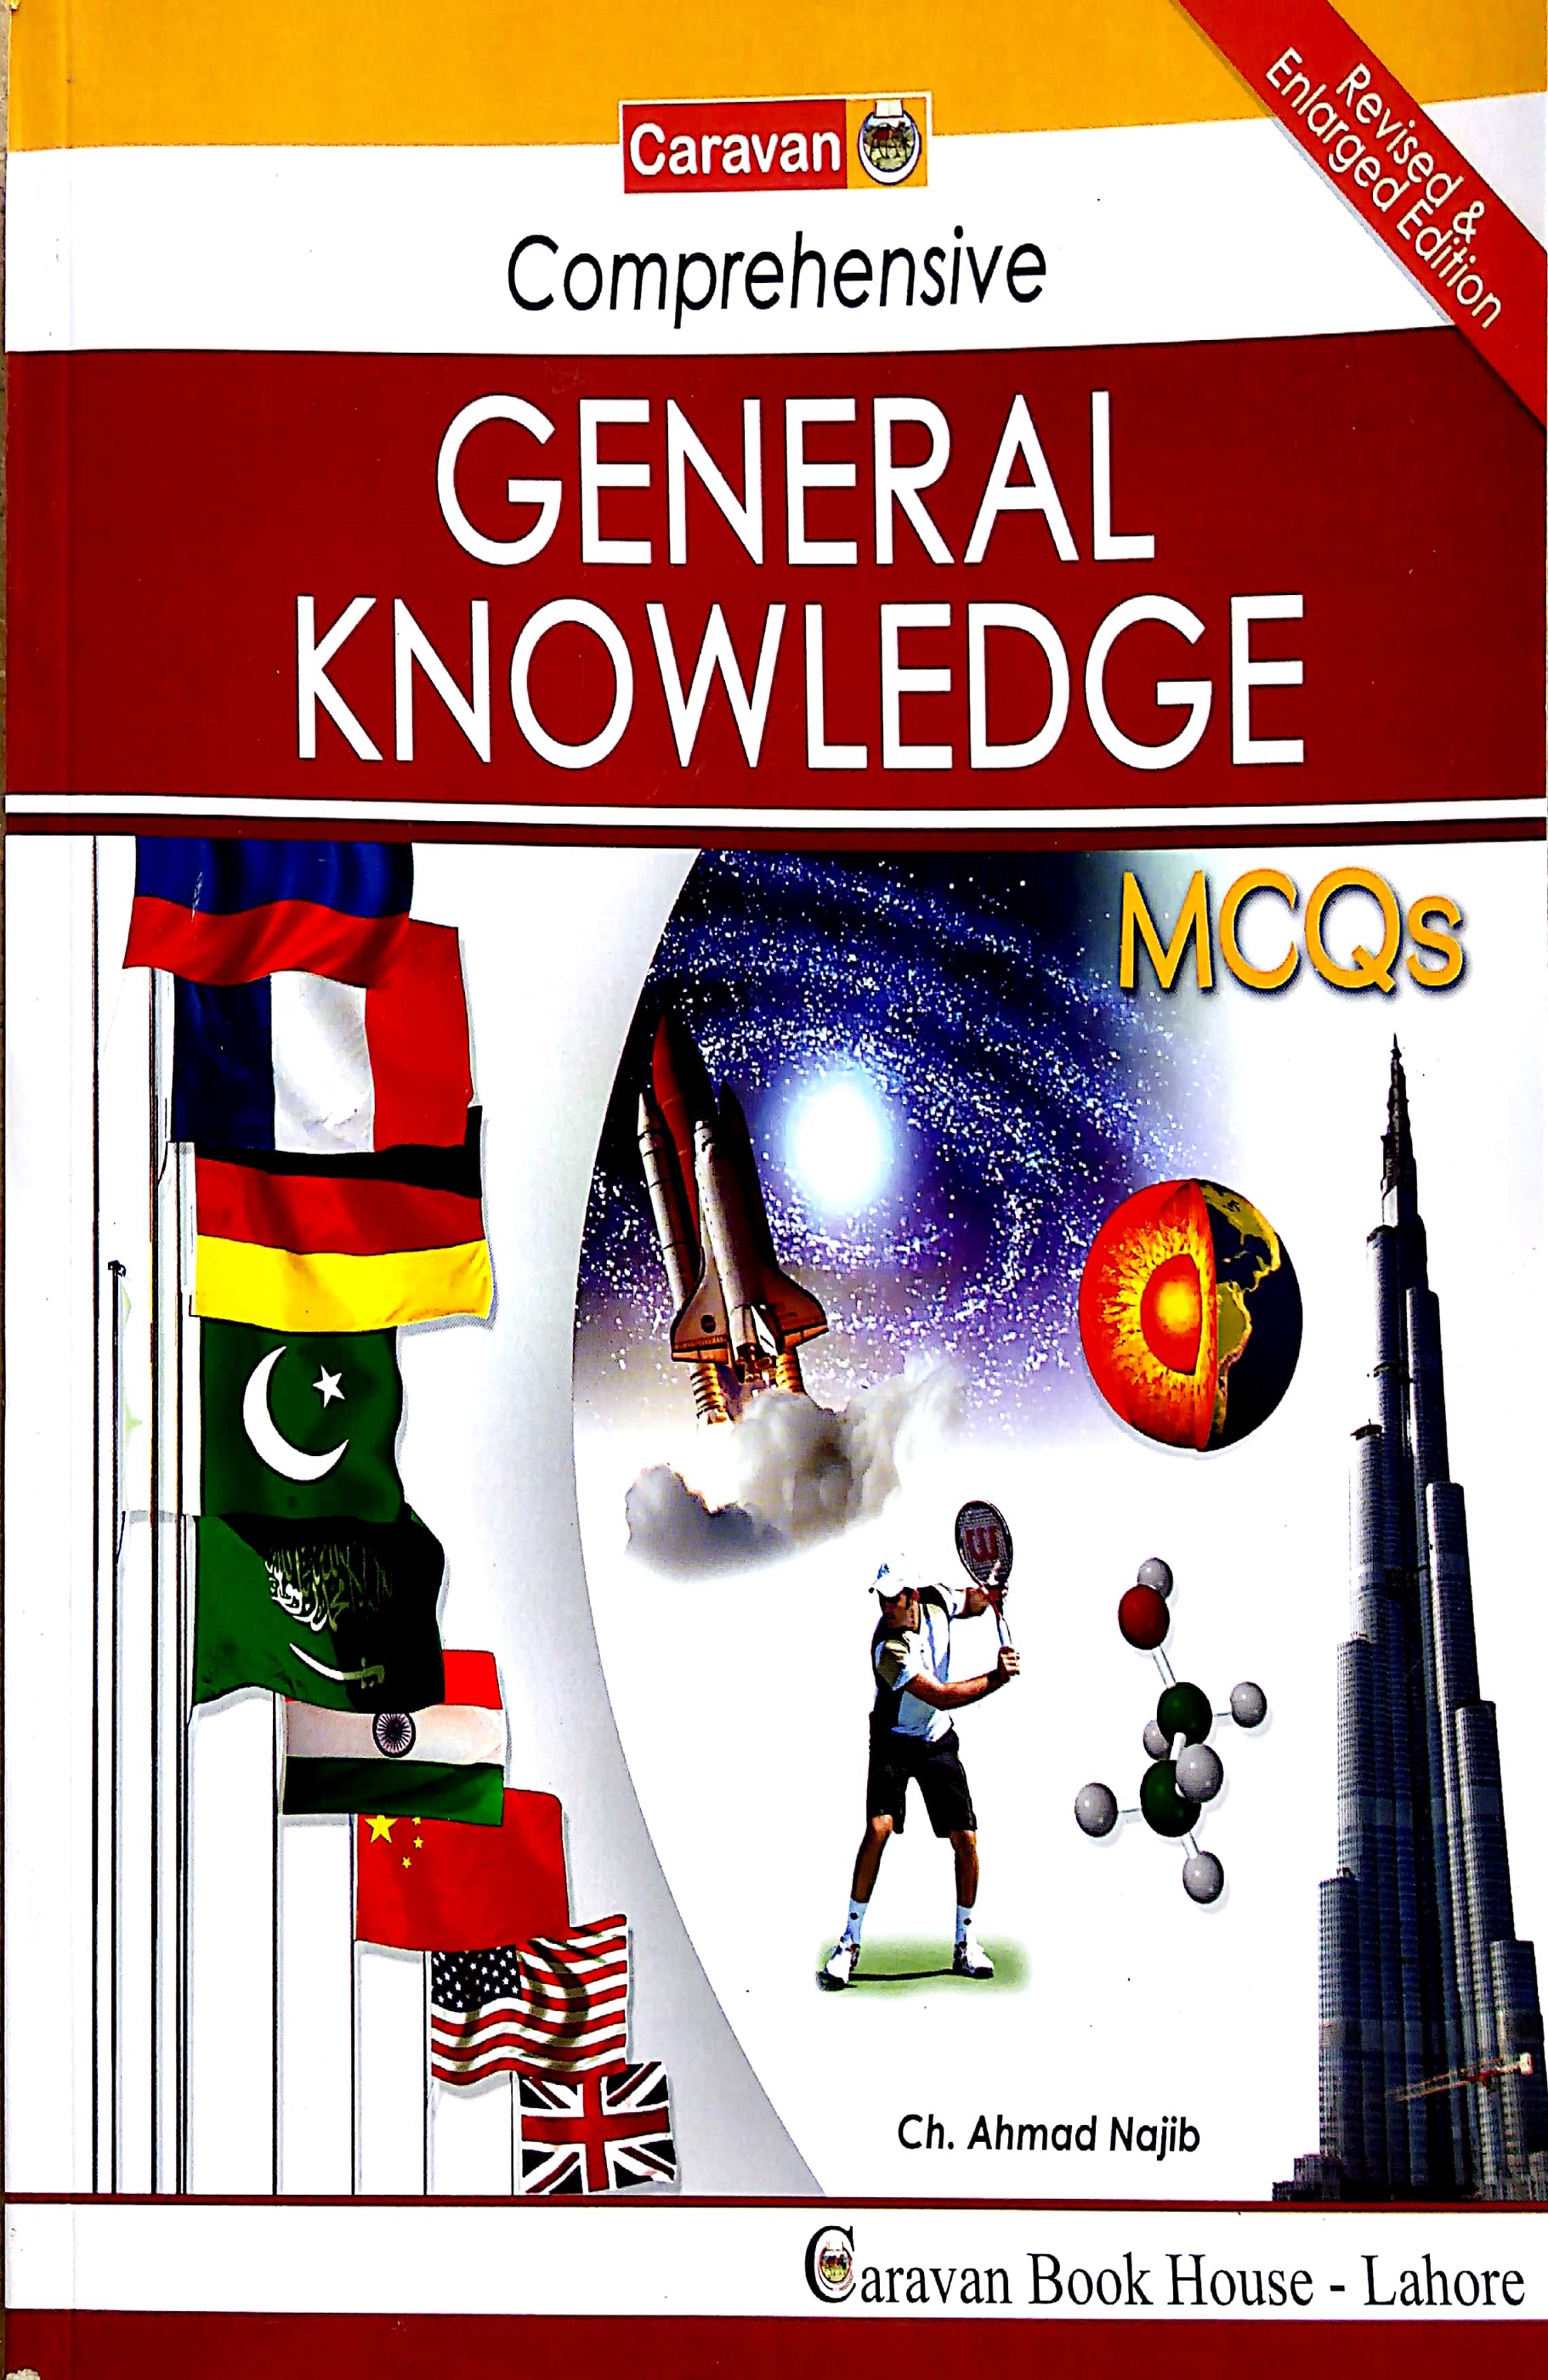 Caravan
Revised &
Enlarged Edition
Comprehensive
GENERAL
KNOWLEDGE
MCQs
Ch. Ahmad Najib
Caravan Book House - Lahore